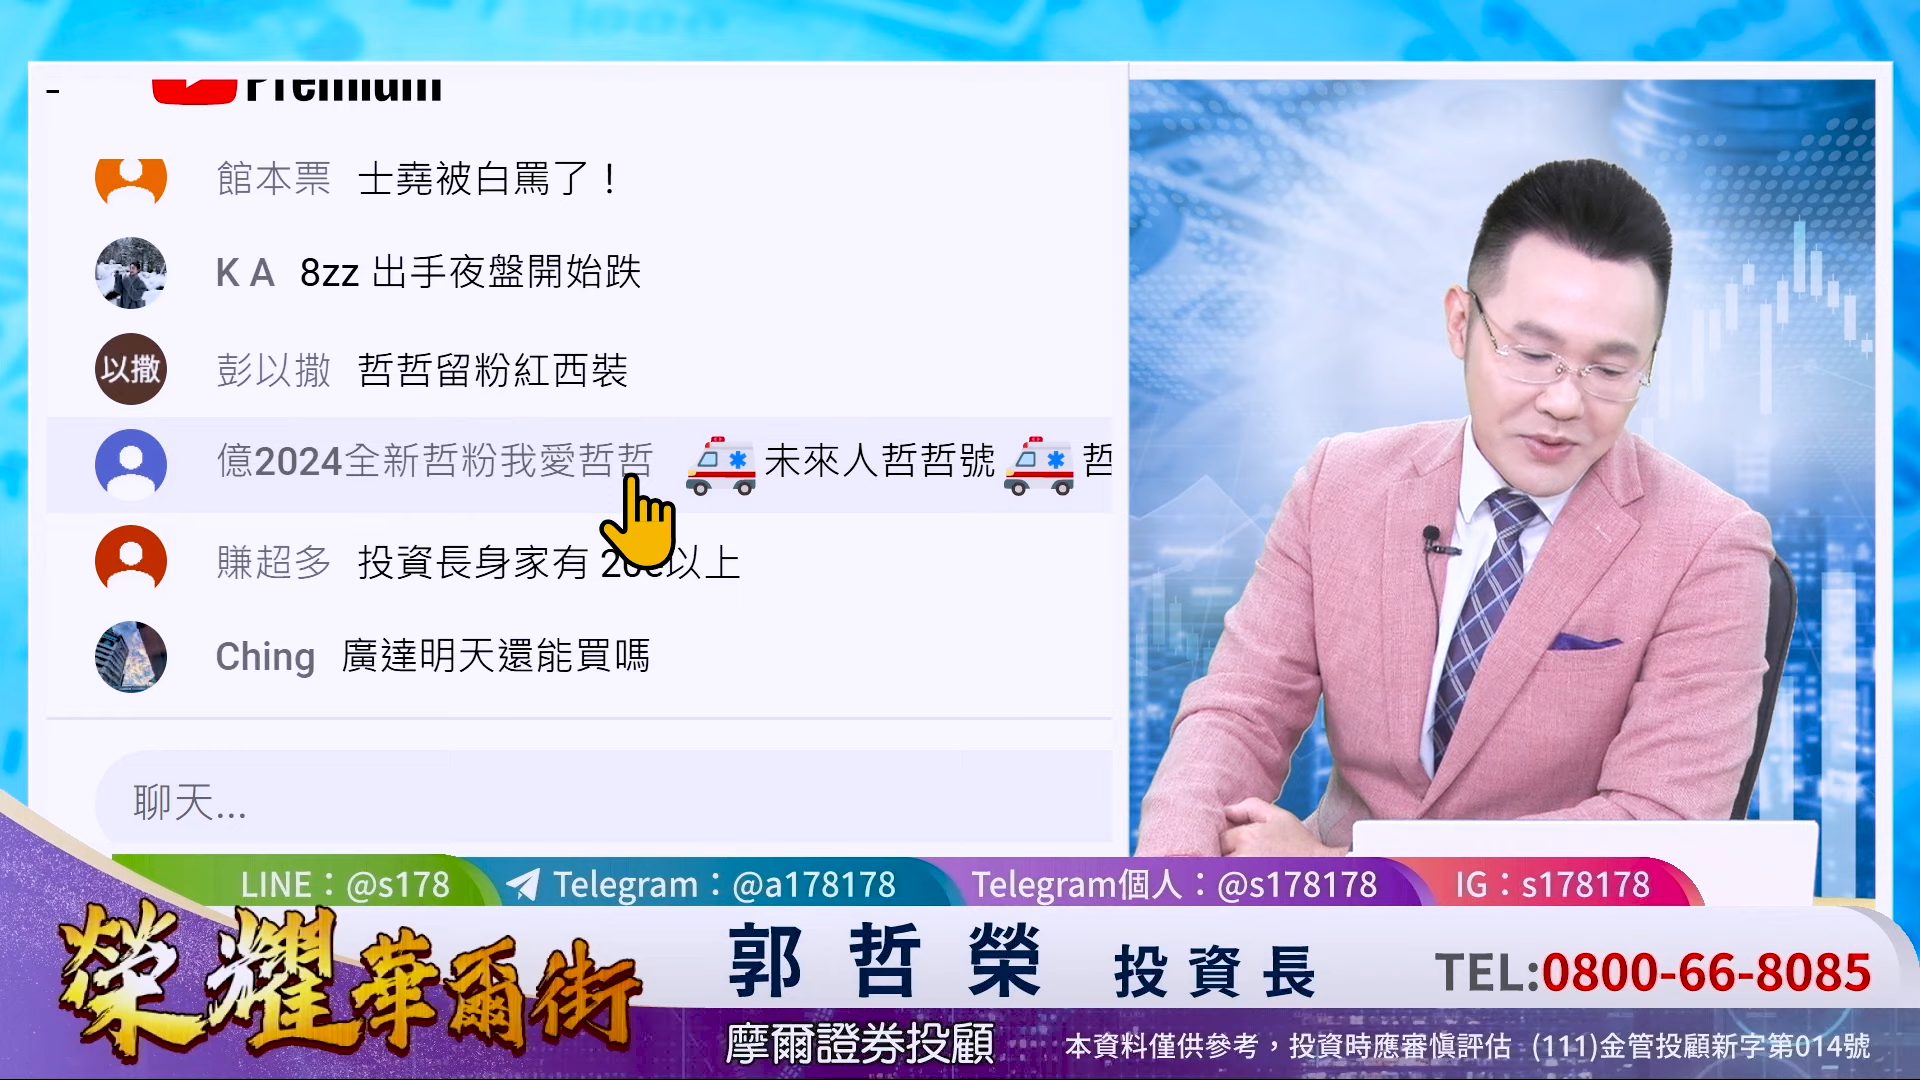 Premium
館本票 士堯被白罵了！
K A 8zz 出手夜盤開始跌
以撒 彭以撒 哲哲留粉紅西裝
億2024全新哲粉我愛哲哲 未來人哲哲號 哲
賺超多 投資長身家有 以上
Ching 廣達明天還能買嗎
聊天...
LINE：@s178 Telegram：@a178178 Telegram個人：@s178178 IG：s178178
榮耀華爾街
郭哲榮 投資長 TEL:0800-66-8085
摩爾證券投顧 本資料僅供參考，投資時應審慎評估 (111)金管投顧新字第014號